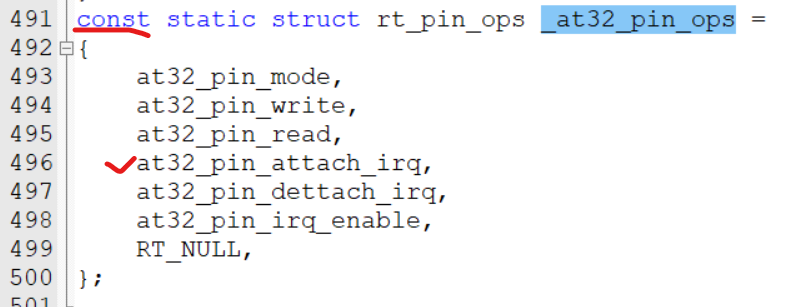 491 const static struct rt_pin_ops _at32_pin_ops =
492 {
493 at32_pin_mode,
494 at32_pin_write,
495 at32_pin_read,
496 at32_pin_attach_irq,
497 at32_pin_dettach_irq,
498 at32_pin_irq_enable,
499 RT_NULL,
500 };
501